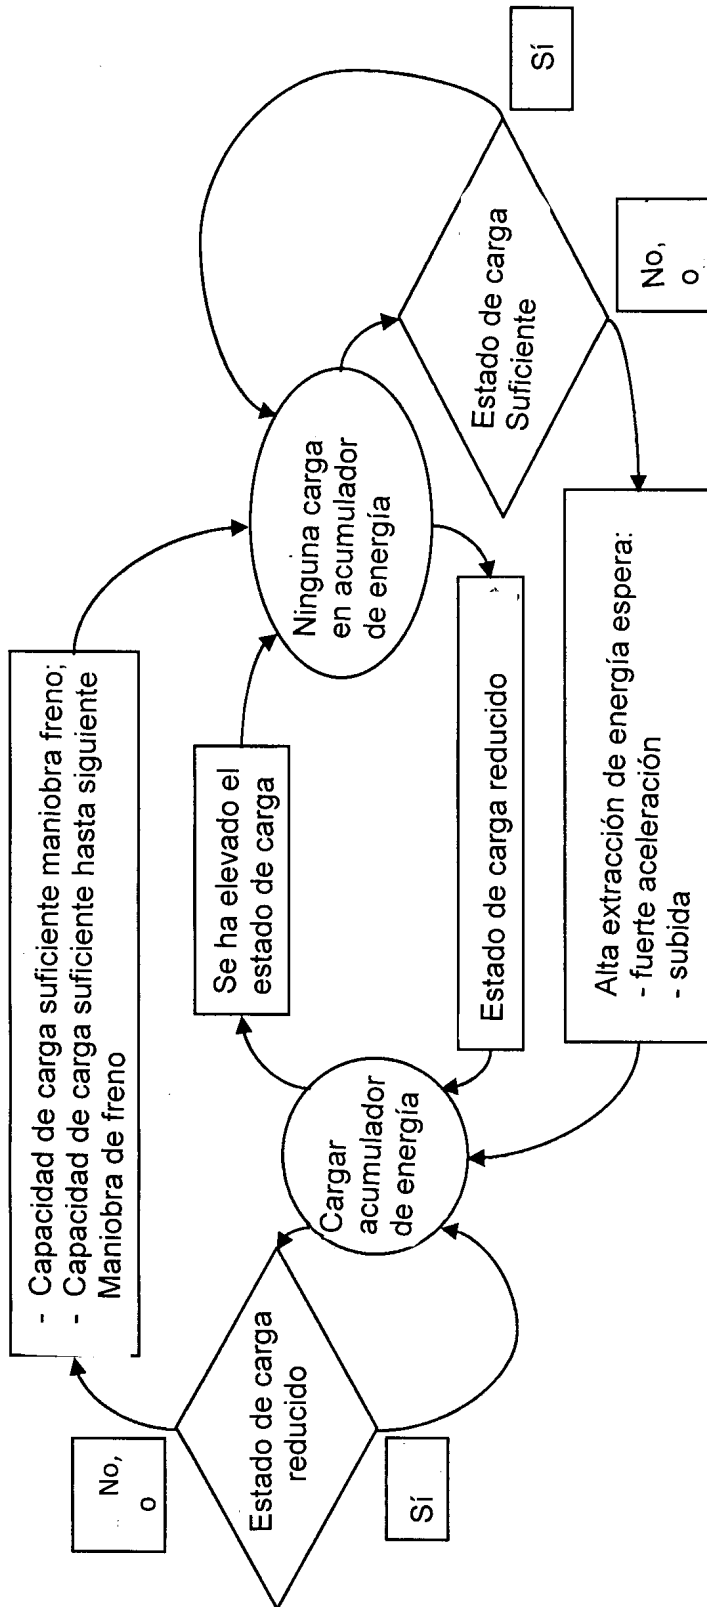 - Capacidad de carga suficiente maniobra freno;
- Capacidad de carga suficiente hasta siguiente
Maniobra de freno
No,
o
Estado de carga
reducido
Sí
Se ha elevado el
estado de carga
Cargar
acumulador
de energía
Ninguna carga
en acumulador
de energía
Estado de carga reducido
Estado de carga
Suficiente
Sí
No,
o
Alta extracción de energía espera:
- fuerte aceleración
- subida